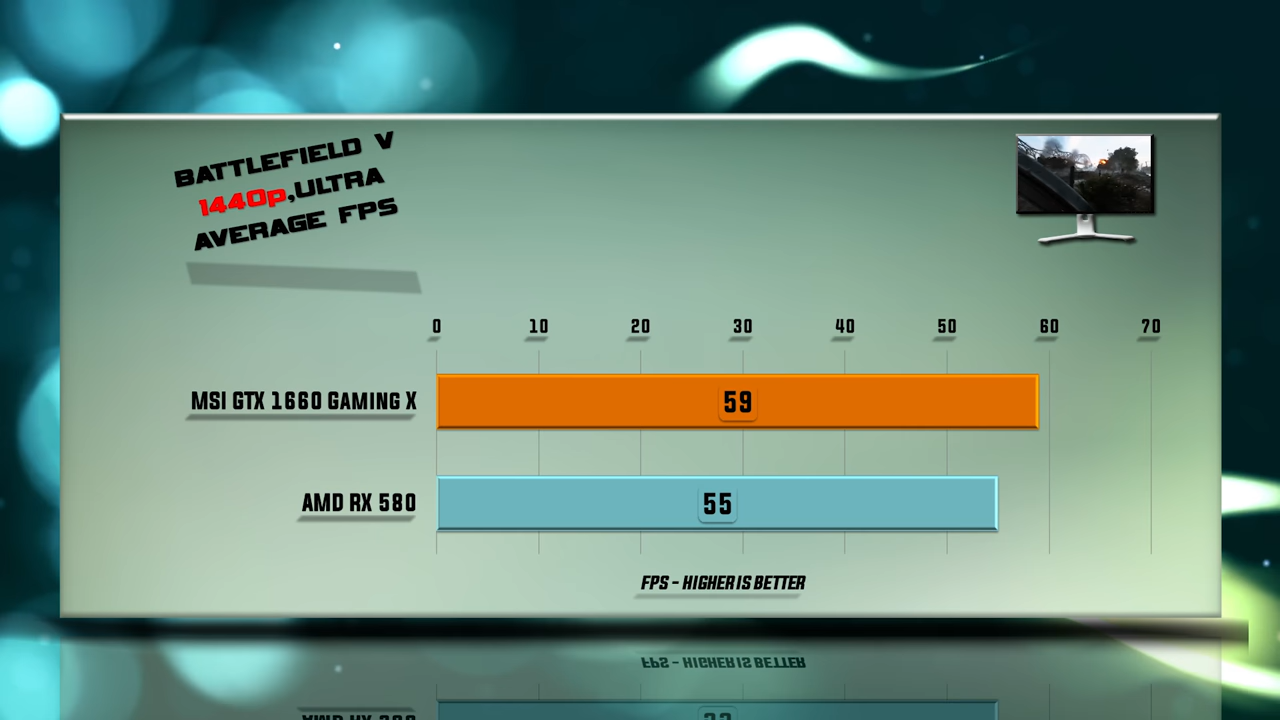 BATTLEFIELD V
1440p,ULTRA
AVERAGE FPS
0 10 20 30 40 50 60 70
MSI GTX 1660 GAMING X 59
AMD RX 580 55
FPS - HIGHER IS BETTER